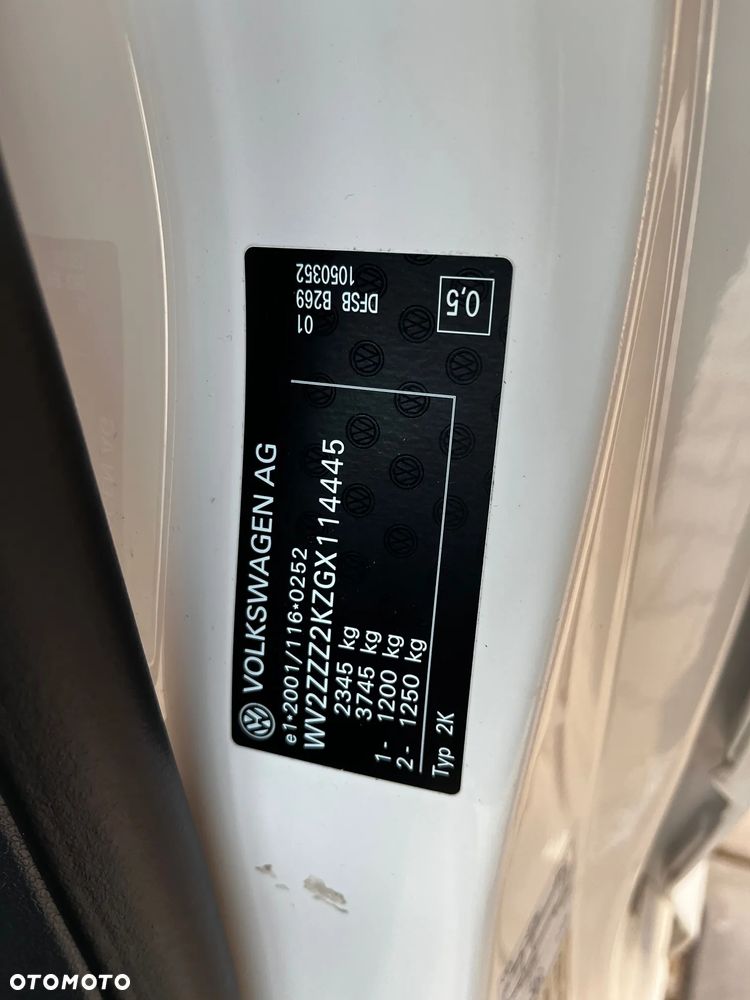 VOLKSWAGEN AG
e1*2001/116*0252
WV2ZZZ2KZGX114445
2345 kg
3745 kg
1- 1200 kg
2- 1250 kg
Typ 2K
01
DFSB B269
1050352
0,5
OTOMOTO